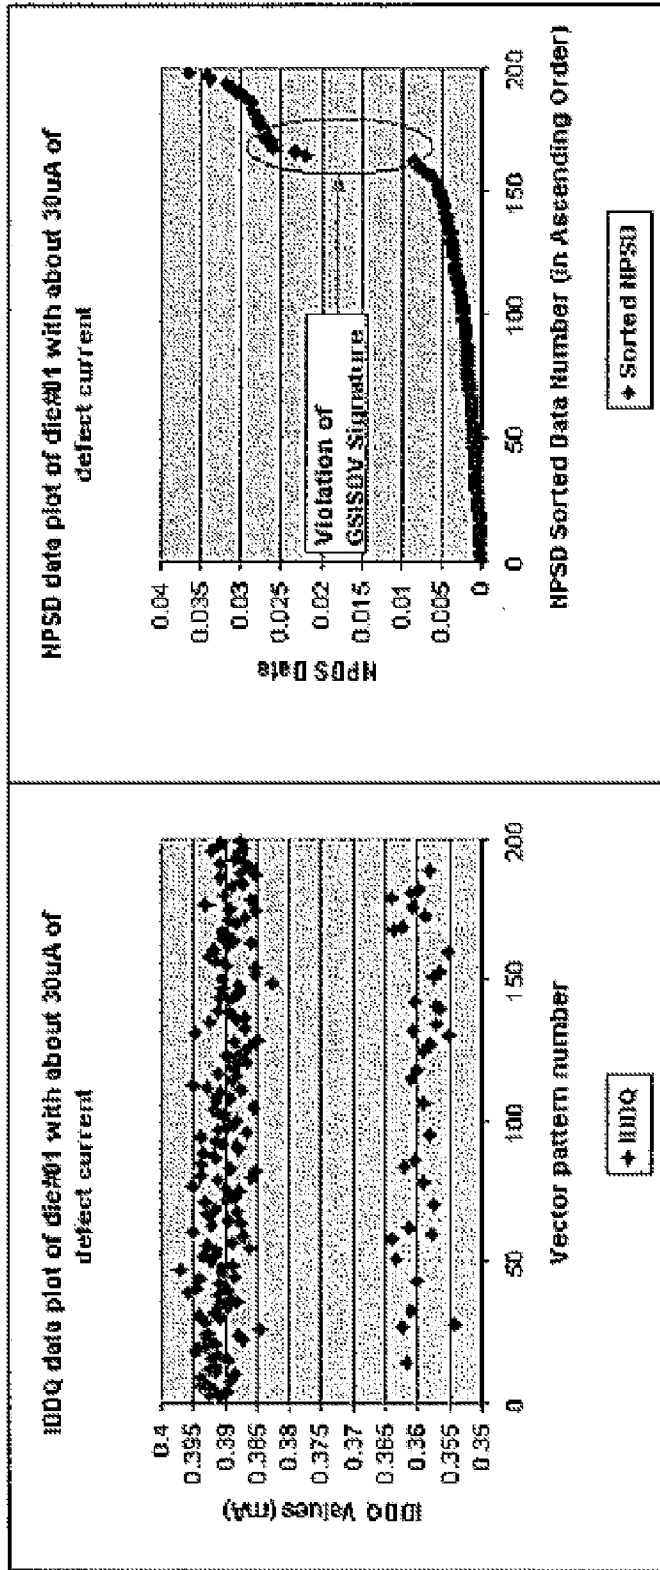 IDDQ data plot of die#01 with about 30uA of
defect current
IDDQ Values (mA)
0.4
0.395
0.39
0.385
0.38
0.375
0.37
0.365
0.36
0.355
0.35
0
50
100
150
200
Vector pattern number
IDDQ
NPSD data plot of die#01 with about 30uA of
defect current
NPDS Date
0.04
0.035
0.03
0.025
0.02
0.015
0.01
0.005
0
Violation of
GSISOV Signature
0
50
100
150
200
NPSD Sorted Data Number (in Ascending Order)
Sorted NPSD